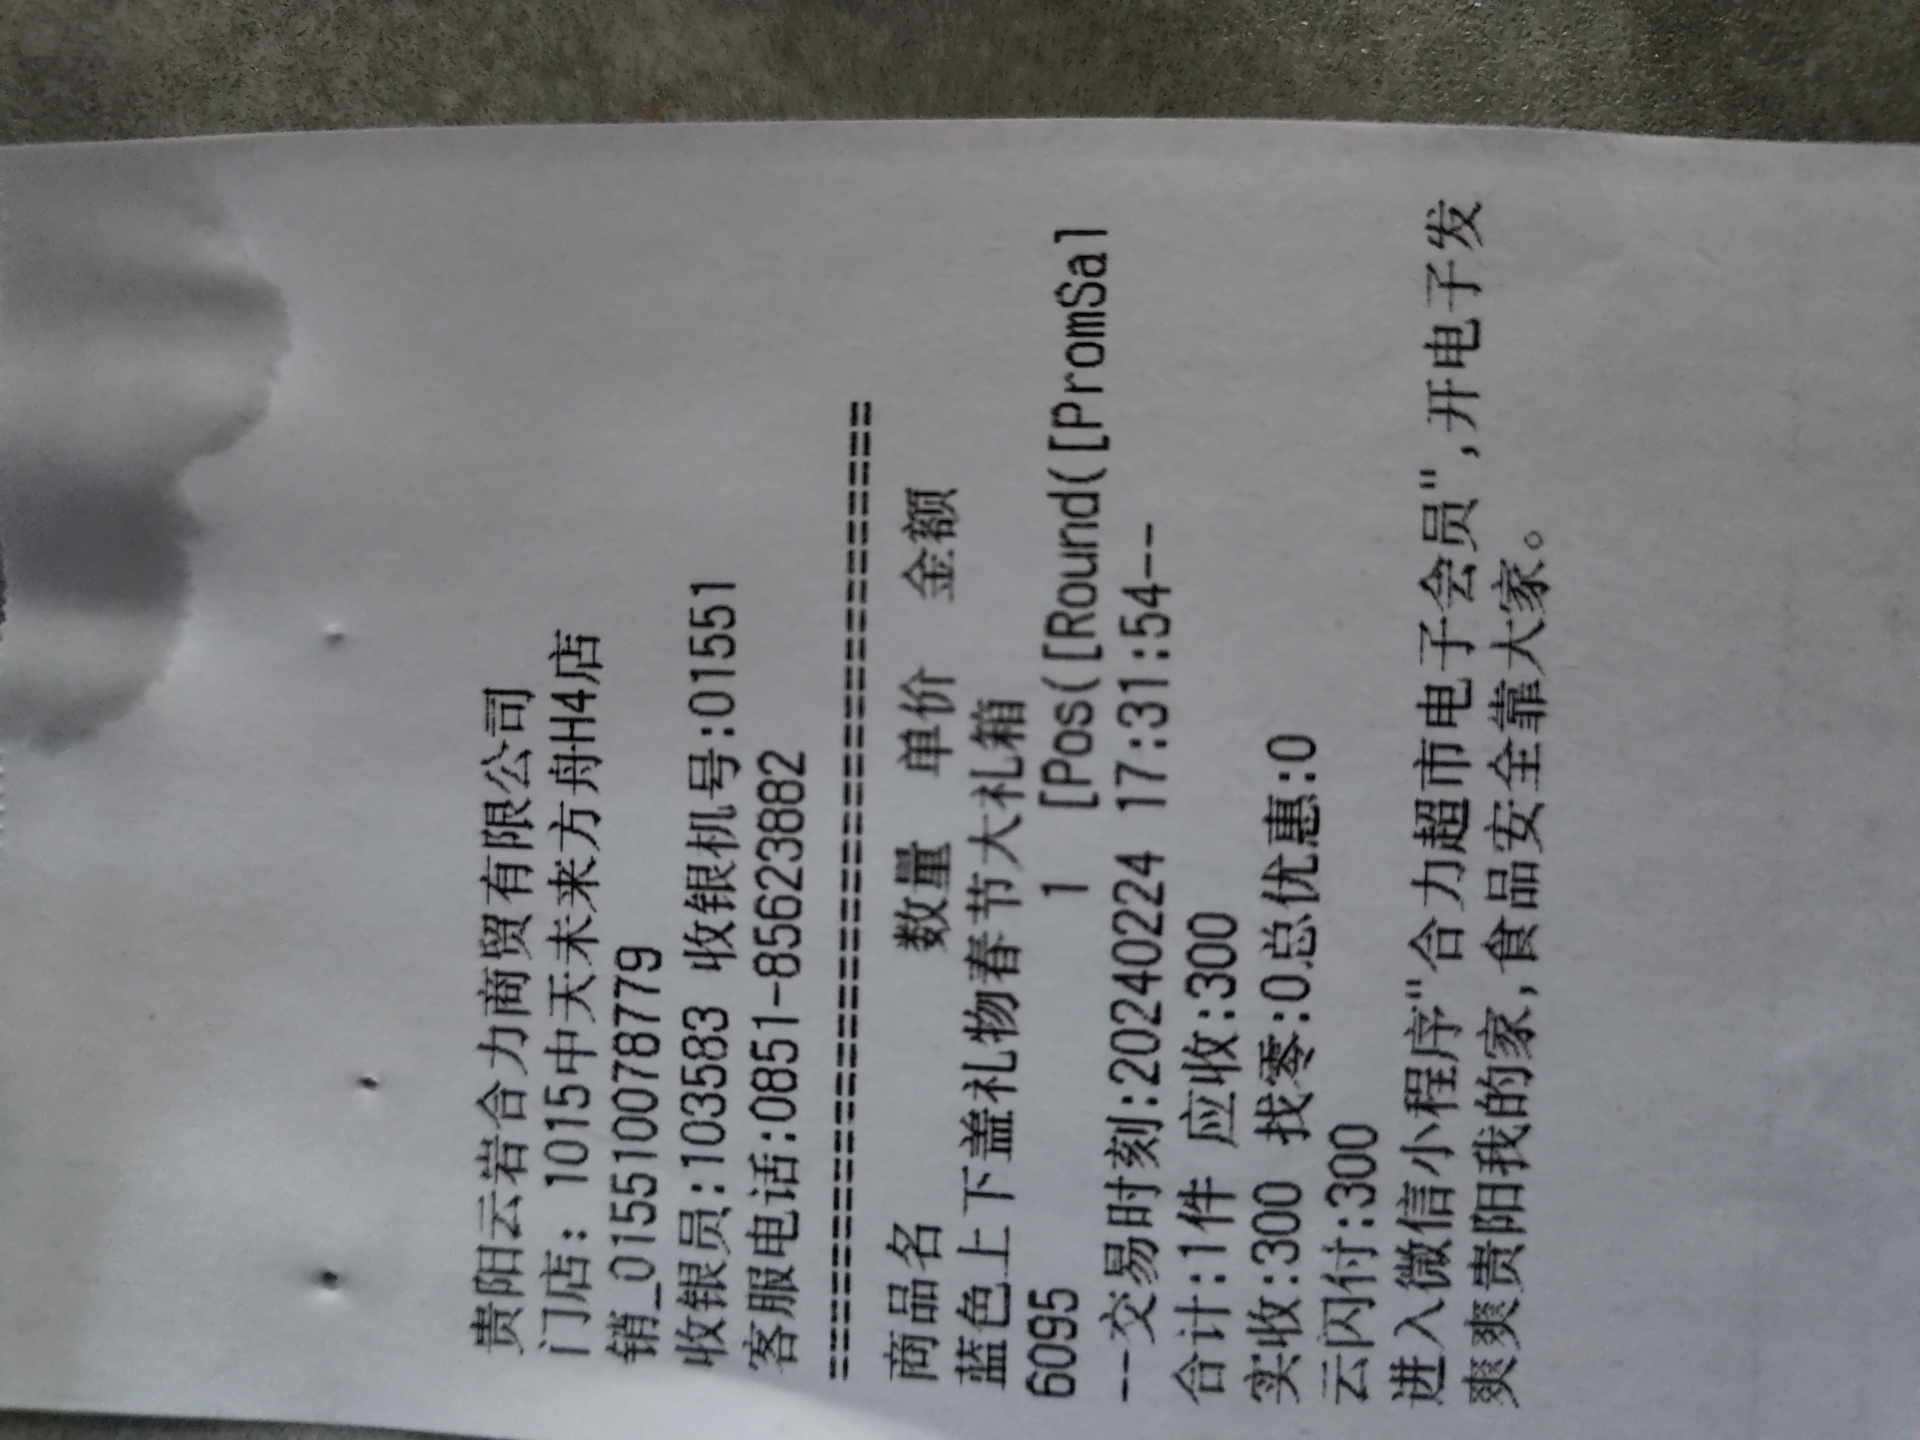 贵阳云岩合力商贸有限公司
门店: 1015中天未来方舟H4店
销_015510078779
收银员:103583 收银机号:01551
客服电话:0851-85623882
========================================
商品名 数量 单价 金额
蓝色上下盖礼物春节大礼箱
6095 1 [Pos([Round([PromSal
--交易时刻:20240224 17:31:54--
合计:1件 应收:300
实收:300 找零:0总优惠:0
云闪付:300
进入微信小程序"合力超市电子会员",开电子发
爽爽贵阳我的家,食品安全靠大家。